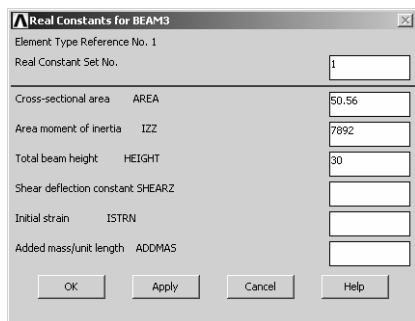 Real Constants for BEAM3
Element Type Reference No. 1
Real Constant Set No. 1
Cross-sectional area AREA 50.56
Area moment of inertia IZZ 7892
Total beam height HEIGHT 30
Shear deflection constant SHEARZ
Initial strain ISTRN
Added mass/unit length ADDMAS
OK Apply Cancel Help